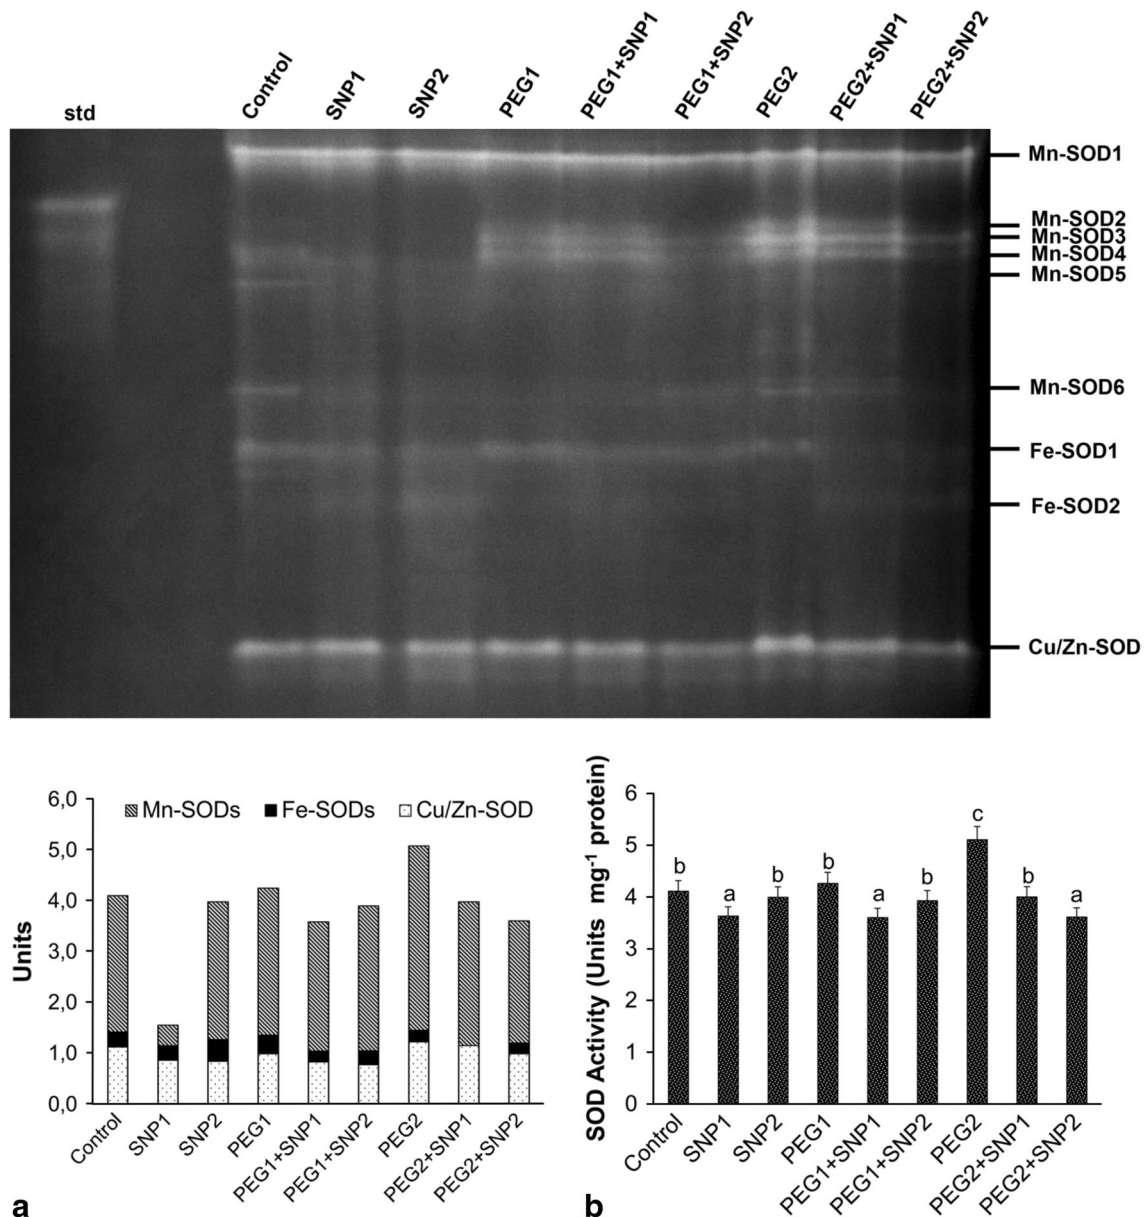 std
Control
SNP1
SNP2
PEG1
PEG1+SNP1
PEG1+SNP2
PEG2
PEG2+SNP1
PEG2+SNP2
Mn-SOD1
Mn-SOD2
Mn-SOD3
Mn-SOD4
Mn-SOD5
Mn-SOD6
Fe-SOD1
Fe-SOD2
Cu/Zn-SOD
Units
6,0
5,0
4,0
3,0
2,0
1,0
0,0
Mn-SODs Fe-SODs Cu/Zn-SOD
Control
SNP1
SNP2
PEG1
PEG1+SNP1
PEG1+SNP2
PEG2
PEG2+SNP1
PEG2+SNP2
a
SOD Activity (Units mg-1 protein)
6
5
4
3
2
1
0
b
a
b
b
a
b
c
b
a
Control
SNP1
SNP2
PEG1
PEG1+SNP1
PEG1+SNP2
PEG2
PEG2+SNP1
PEG2+SNP2
b